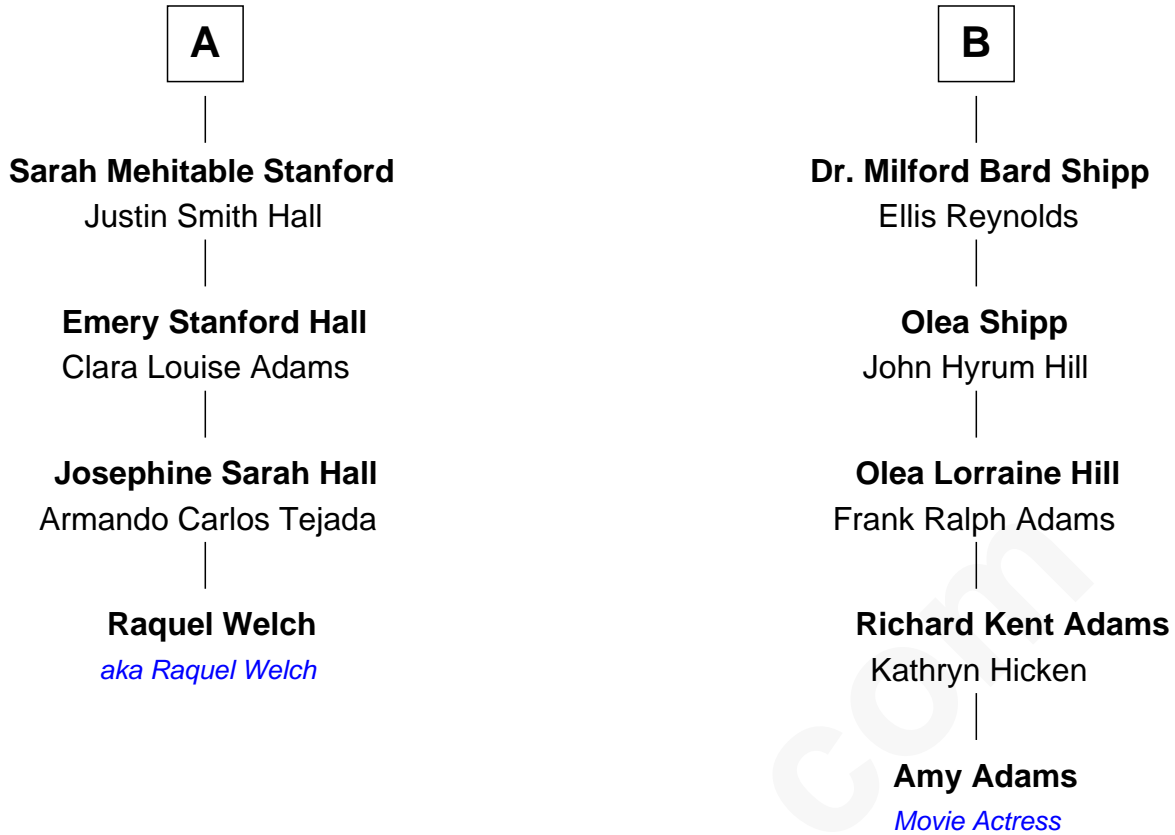 A
Sarah Mehitable Stanford
Justin Smith Hall
Emery Stanford Hall
Clara Louise Adams
Josephine Sarah Hall
Armando Carlos Tejada
Raquel Welch
aka Raquel Welch
B
Dr. Milford Bard Shipp
Ellis Reynolds
Olea Shipp
John Hyrum Hill
Olea Lorraine Hill
Frank Ralph Adams
Richard Kent Adams
Kathryn Hicken
Amy Adams
Movie Actress
com